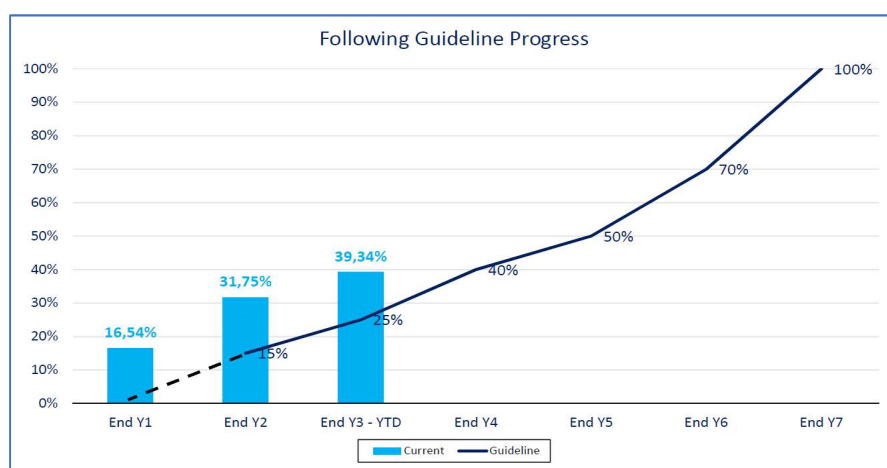 Following Guideline Progress
100%
90%
80%
70%
60%
50%
40%
30%
20%
10%
0%
16,54%
31,75%
39,34%
15%
25%
40%
50%
70%
100%
End Y1
End Y2
End Y3 - YTD
End Y4
End Y5
End Y6
End Y7
Current
Guideline